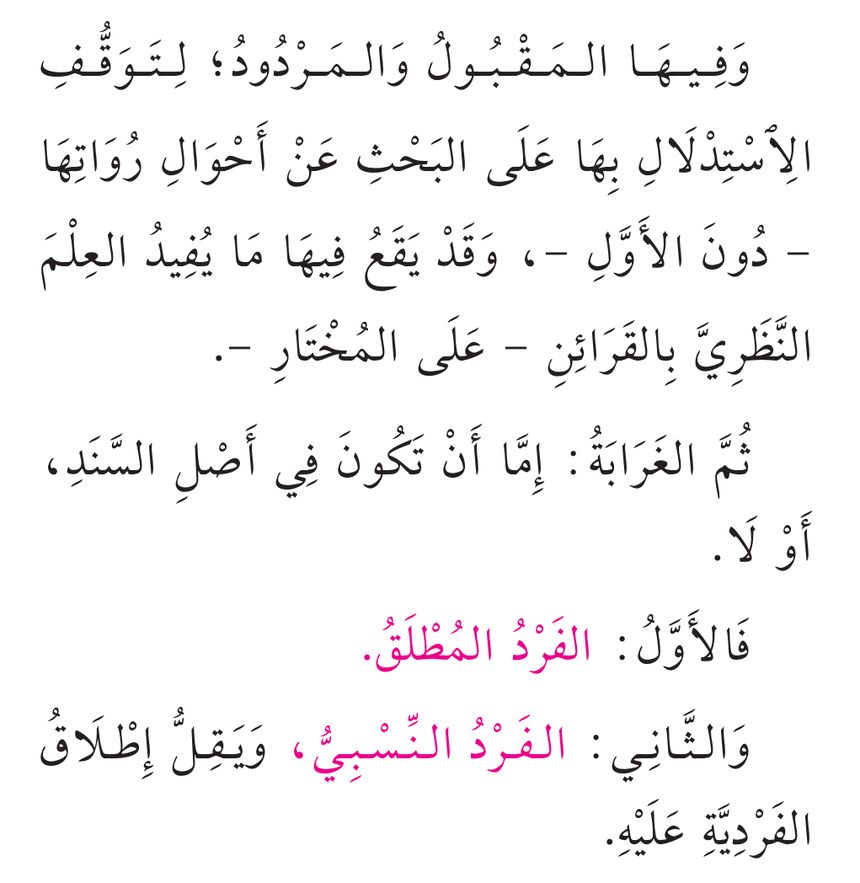 وَفِيهَا المَقْبُولُ وَالمَرْدُودُ؛ لِتَوَقُّفِ
الِٱسْتِدْلَالِ بِهَا عَلَى البَحْثِ عَنْ أَحْوَالِ رُوَاتِهَا
– دُونَ الأَوَّلِ –، وَقَدْ يَقَعُ فِيهَا مَا يُفِيدُ العِلْمَ
النَّظَرِيَّ بِالقَرَائِنِ – عَلَى المُخْتَارِ –.
ثُمَّ الغَرَابَةُ: إِمَّا أَنْ تَكُونَ فِي أَصْلِ السَّنَدِ،
أَوْ لَا.
فَالأَوَّلُ: الفَرْدُ المُطْلَقُ.
وَالثَّانِي: الفَرْدُ النِّسْبِيُّ، وَيَقِلُّ إِطْلَاقُ
الفَرْدِيَّةِ عَلَيْهِ.